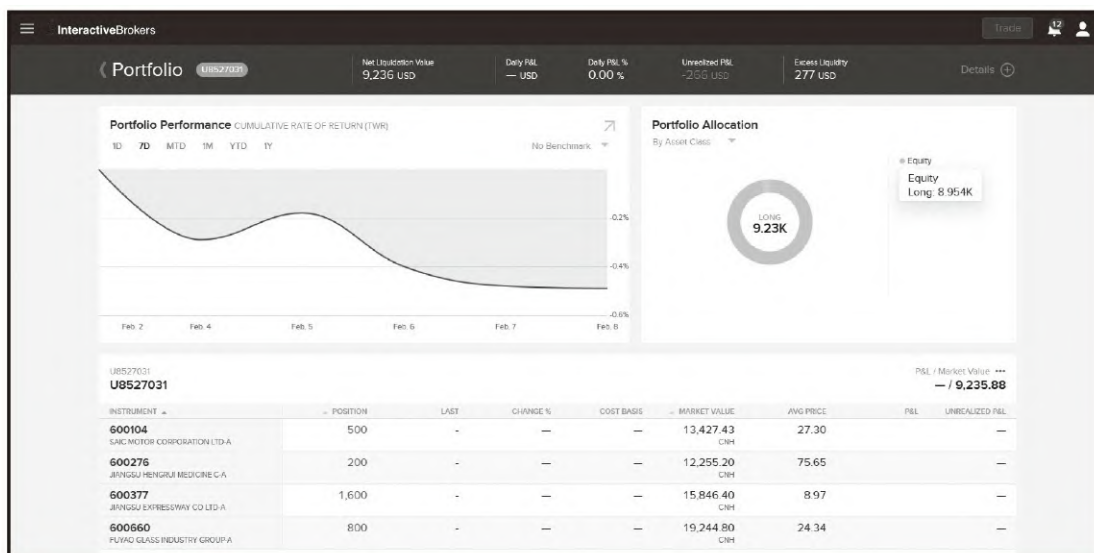 InteractiveBrokers
Trade
12
Portfolio U8527031
Net Liquidation Value
9,236 USD
Daily P&L
— USD
Daily P&L %
0.00 %
Unrealized P&L
-266 USD
Excess Liquidity
277 USD
Details
Portfolio Performance CUMULATIVE RATE OF RETURN (TWR)
1D 7D MTD 1M YTD 1Y
No Benchmark
-0.2%
-0.4%
-0.6%
Feb. 2 Feb. 4 Feb. 5 Feb. 6 Feb. 7 Feb. 8
Portfolio Allocation
By Asset Class
LONG
9.23K
Equity
Equity
Long: 8.954K
U8527031
U8527031
P&L / Market Value •••
— / 9,235.88
INSTRUMENT POSITION LAST CHANGE % COST BASIS MARKET VALUE AVG PRICE P&L UNREALIZED P&L
600104 500 - — — 13,427.43 27.30 —
SAIC MOTOR CORPORATION LTD-A CNH
600276 200 - — — 12,255.20 75.65 —
JIANGSU HENGRUI MEDICINE C-A CNH
600377 1,600 - — — 15,846.40 8.97 —
JIANGSU EXPRESSWAY CO LTD-A CNH
600660 800 - — — 19,244.80 24.34 —
FUYAO GLASS INDUSTRY GROUP-A CNH